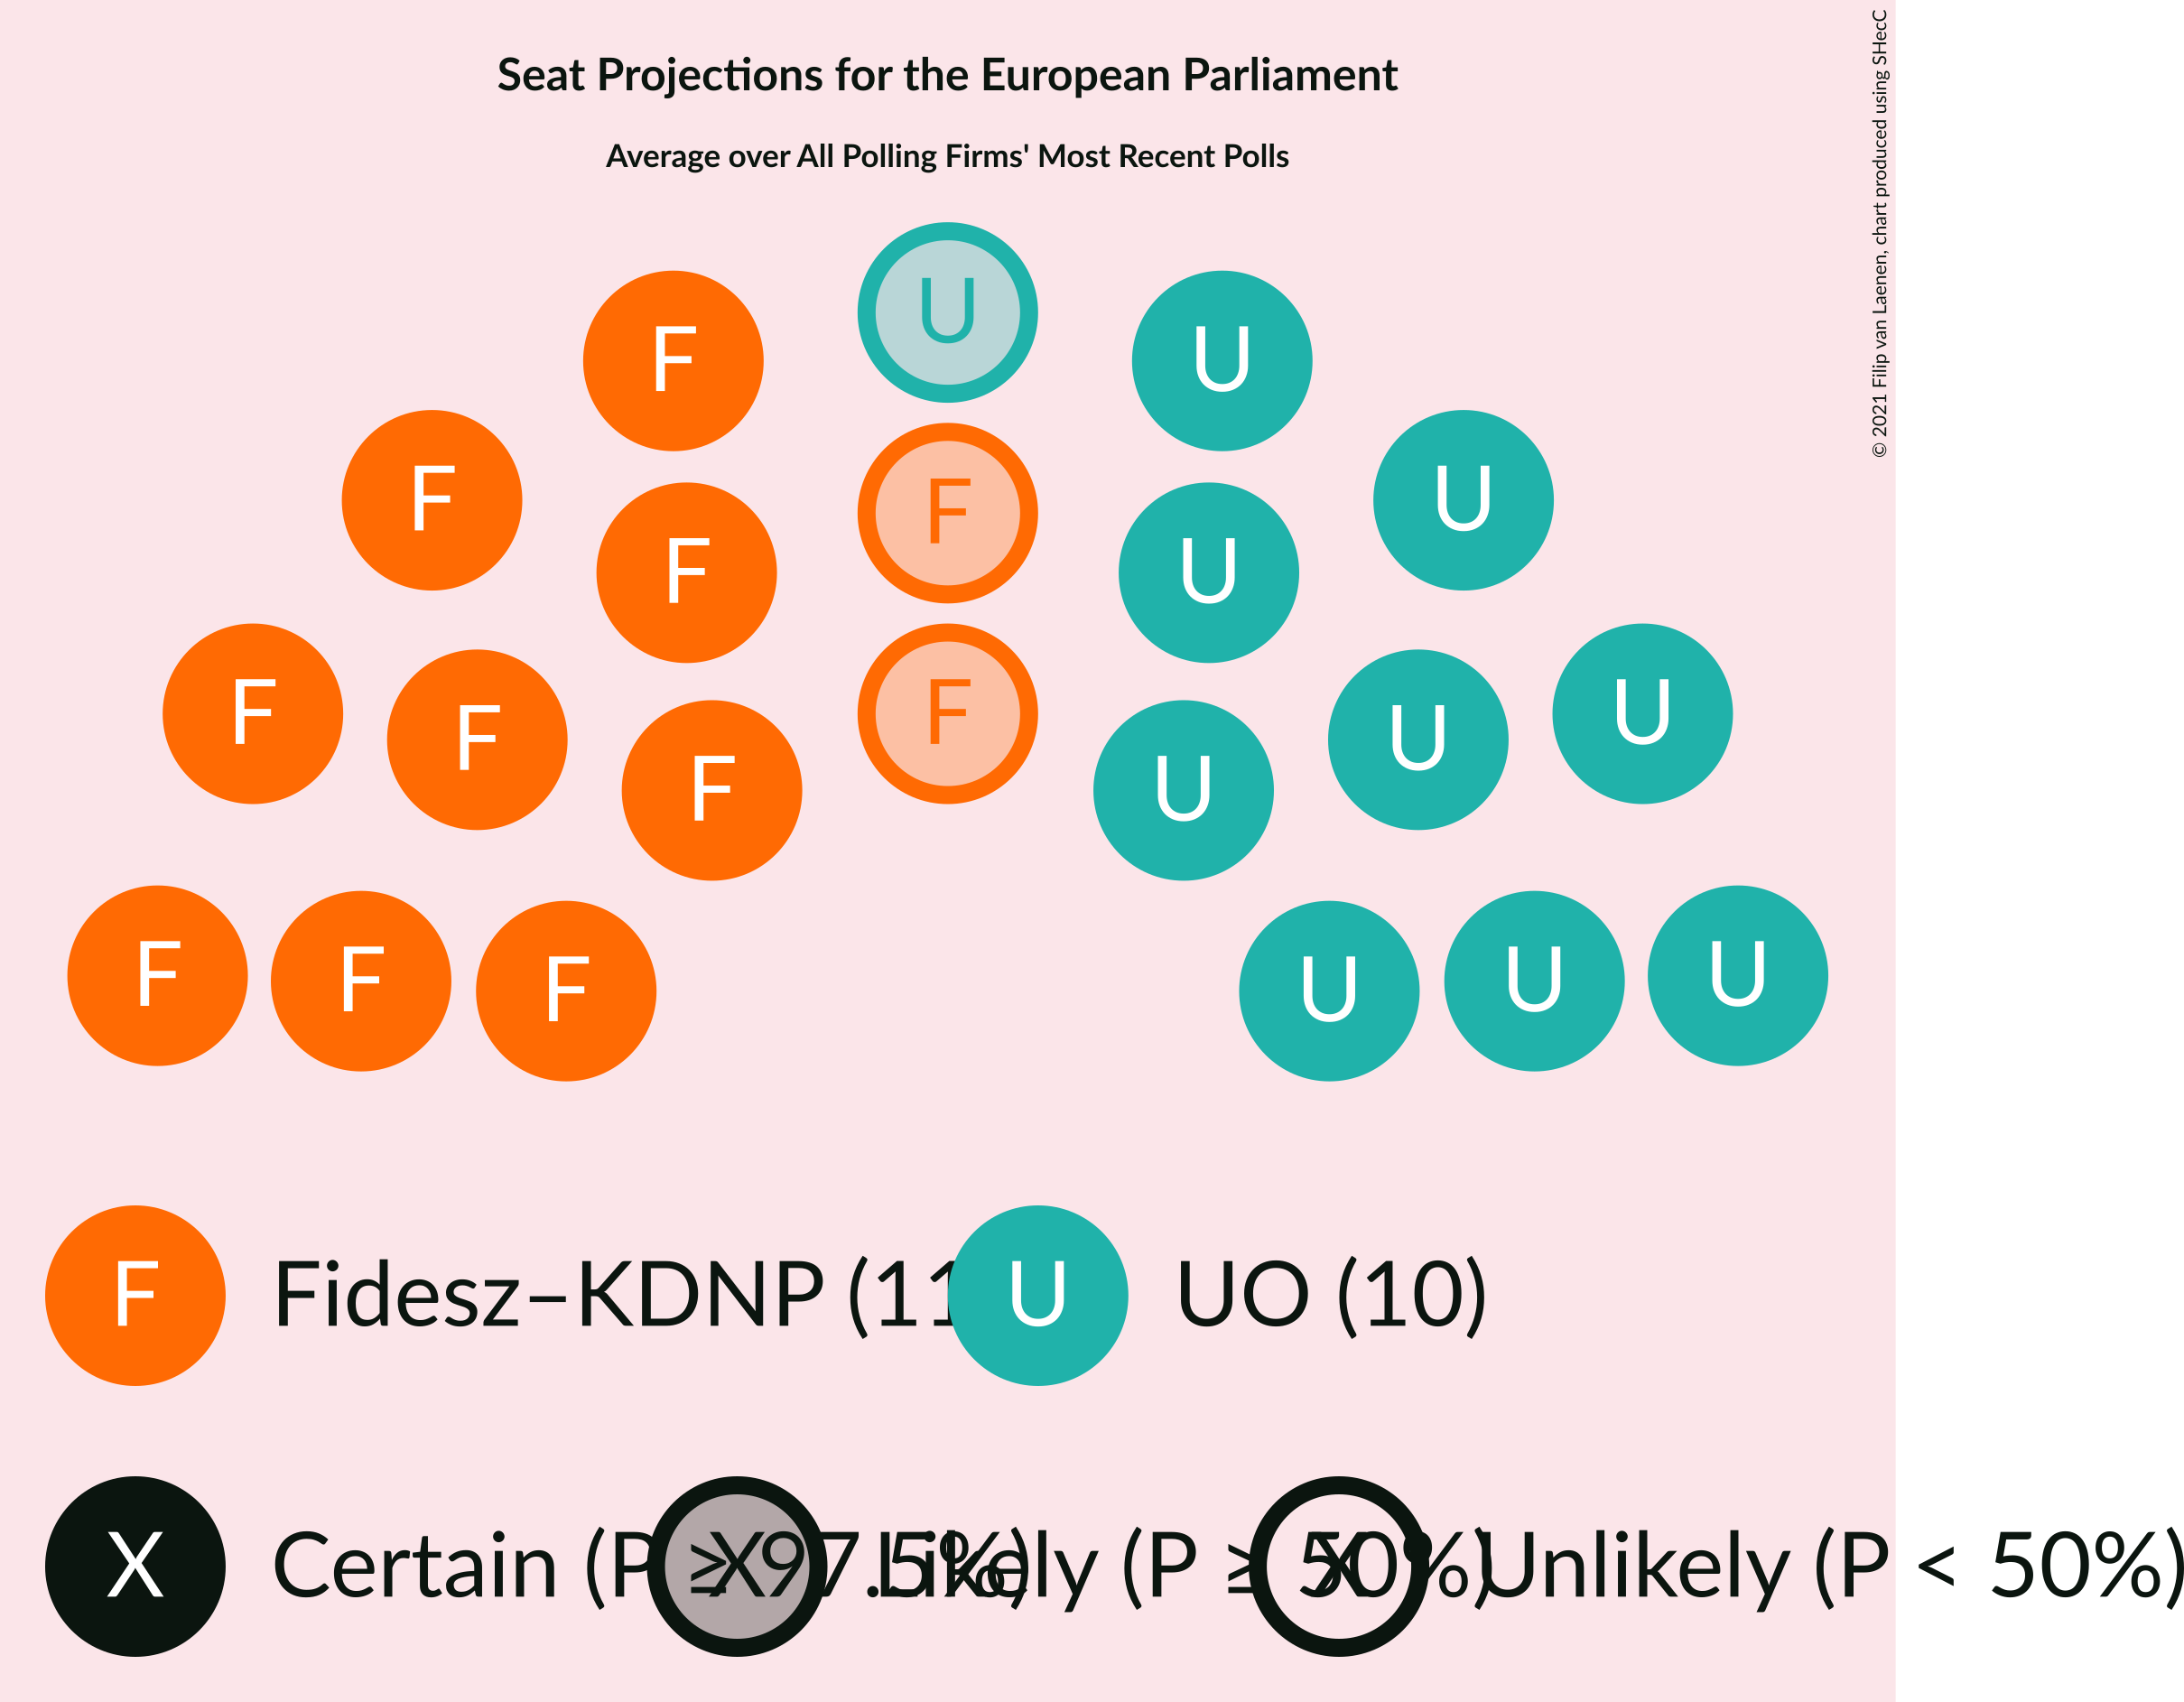 Seat Projections for the European Parliament
Average over All Polling Firms' Most Recent Polls
© 2021 Filip van Laenen, chart produced using SHecC
U
F U
F U
F
F U
F U
F U
F U
F U
F U
F U
F U
F Fidesz–KDNP (11 U UO (10)
X Certain (P ≥ 97.5%) X Likely (P ≥ 50%) X Unlikely (P < 50%)